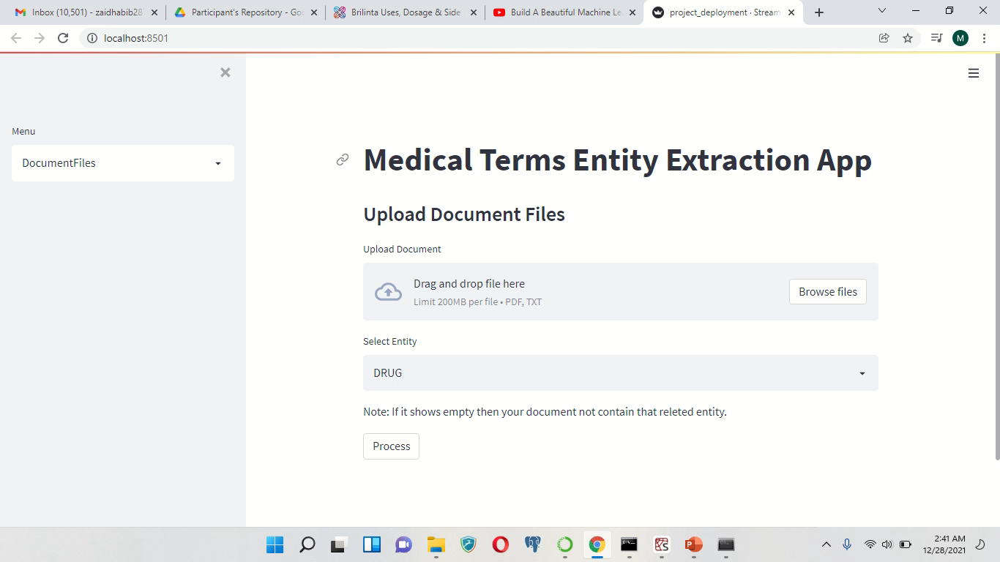 Inbox (10,501) - zaidhabib28
Participant's Repository - Goo
Brilinta Uses, Dosage & Side
Build A Beautiful Machine Le
project_deployment · Stream
localhost:8501
M
Menu
DocumentFiles
Medical Terms Entity Extraction App
Upload Document Files
Upload Document
Drag and drop file here
Limit 200MB per file • PDF, TXT
Browse files
Select Entity
DRUG
Note: If it shows empty then your document not contain that releted entity.
Process
2:41 AM
12/28/2021